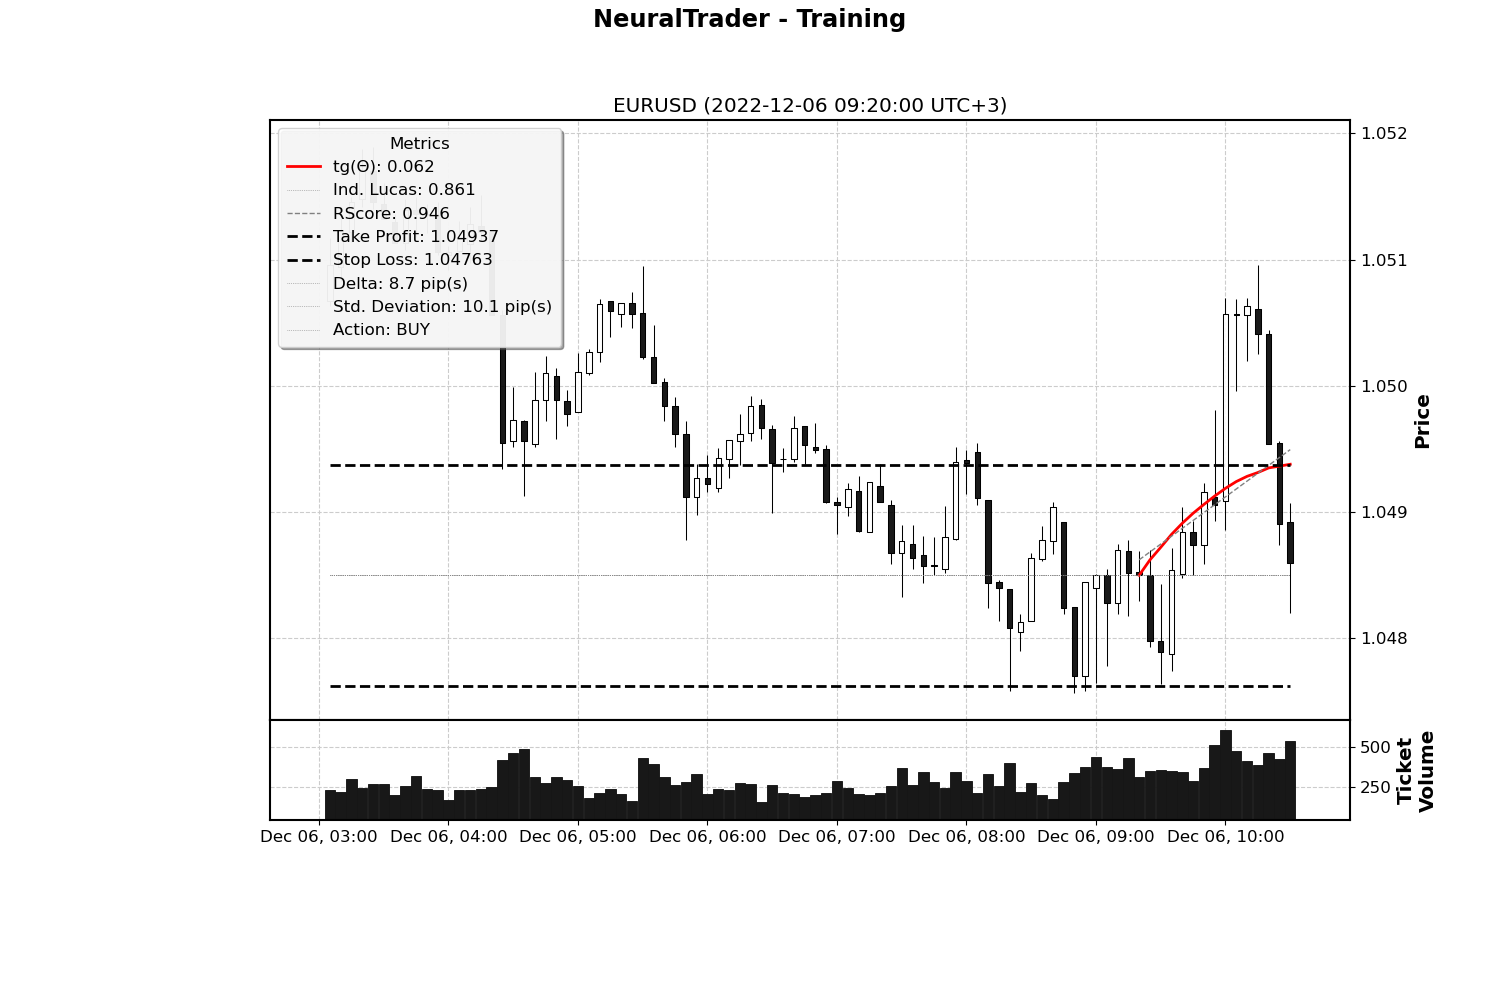 NeuralTrader - Training
EURUSD (2022-12-06 09:20:00 UTC+3)
Metrics
tg(Θ): 0.062
Ind. Lucas: 0.861
RScore: 0.946
Take Profit: 1.04937
Stop Loss: 1.04763
Delta: 8.7 pip(s)
Std. Deviation: 10.1 pip(s)
Action: BUY
1.052
1.051
1.050
1.049
1.048
Price
500
250
Ticket
Volume
Dec 06, 03:00
Dec 06, 04:00
Dec 06, 05:00
Dec 06, 06:00
Dec 06, 07:00
Dec 06, 08:00
Dec 06, 09:00
Dec 06, 10:00